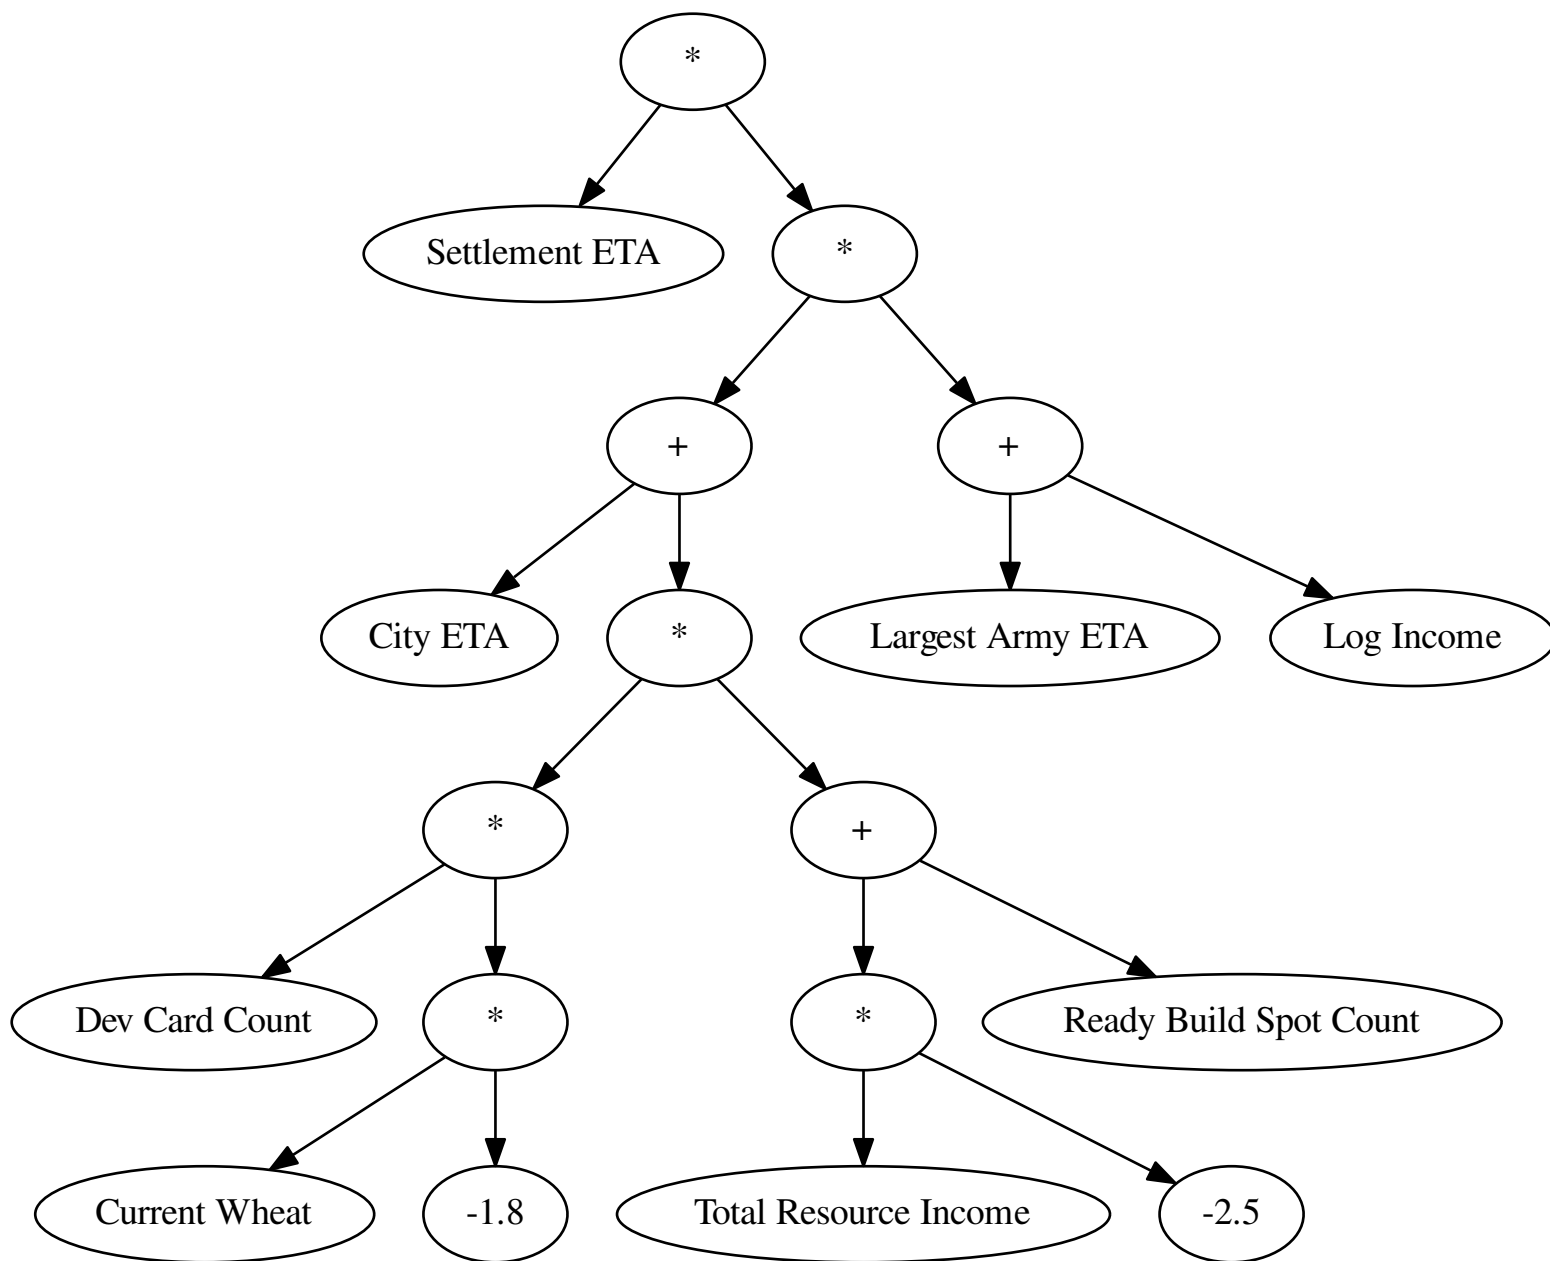 *
Settlement ETA
*
+
+
City ETA
*
Largest Army ETA
Log Income
*
+
Dev Card Count
*
*
Ready Build Spot Count
Current Wheat
-1.8
Total Resource Income
-2.5